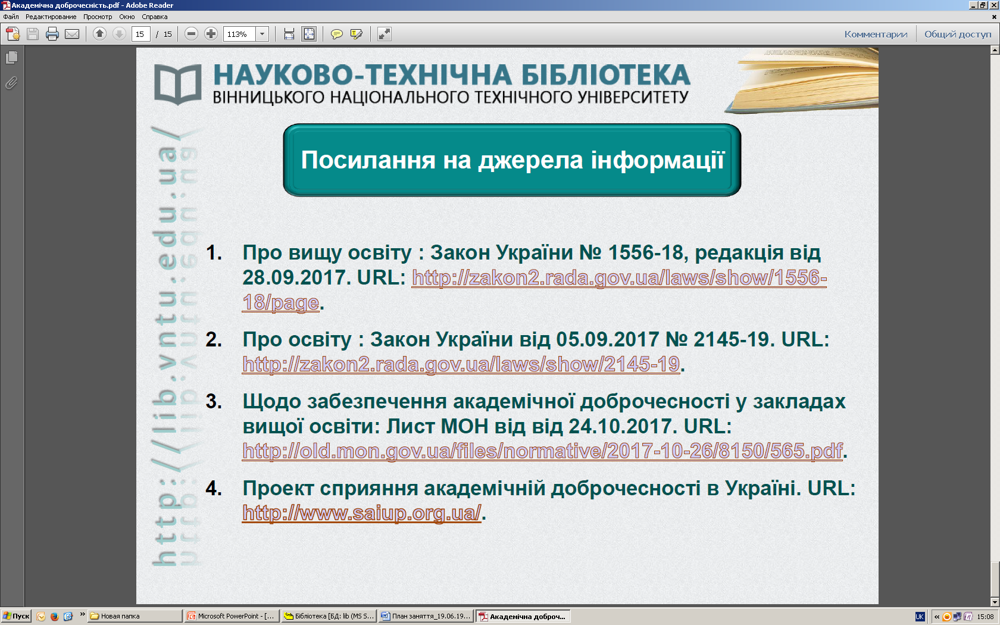 Академічна доброчесність.pdf - Adobe Reader
Файл Редактирование Просмотр Окно Справка
15 / 15 113% Комментарии Общий доступ
НАУКОВО-ТЕХНІЧНА БІБЛІОТЕКА
ВІННИЦЬКОГО НАЦІОНАЛЬНОГО ТЕХНІЧНОГО УНІВЕРСИТЕТУ
http://lib.vntu.edu.ua/
Посилання на джерела інформації
1. Про вищу освіту : Закон України № 1556-18, редакція від
28.09.2017. URL: http://zakon2.rada.gov.ua/laws/show/1556-
18/page.
2. Про освіту : Закон України від 05.09.2017 № 2145-19. URL:
http://zakon2.rada.gov.ua/laws/show/2145-19.
3. Щодо забезпечення академічної доброчесності у закладах
вищої освіти: Лист МОН від від 24.10.2017. URL:
http://old.mon.gov.ua/files/normative/2017-10-26/8150/565.pdf.
4. Проект сприяння академічній доброчесності в Україні. URL:
http://www.saiup.org.ua/.
Пуск » Новая папка Microsoft PowerPoint - [... Бібліотека [БД: lib (MS S... План заняття_19.06.19... Академічна доброч... UK « 15:08